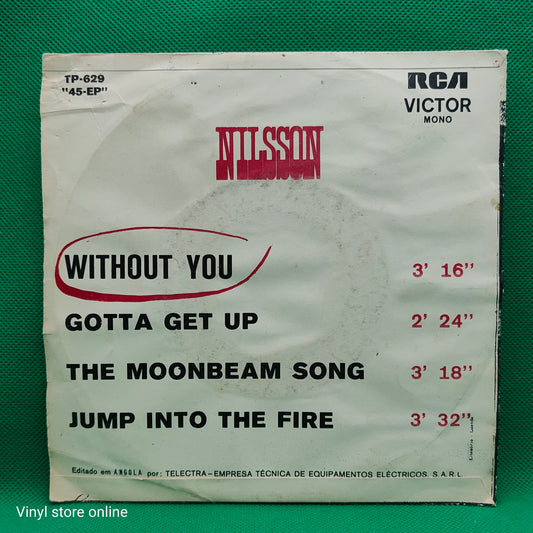 TP-629
"45-EP"
RCA
VICTOR
MONO
NILSSON
WITHOUT YOU 3' 16"
GOTTA GET UP 2' 24"
THE MOONBEAM SONG 3' 18"
JUMP INTO THE FIRE 3' 32"
Editado em ANGOLA por: TELECTRA—EMPRESA TÉCNICA DE EQUIPAMENTOS ELÉCTRICOS. S.A.R.L.
Vinyl store online